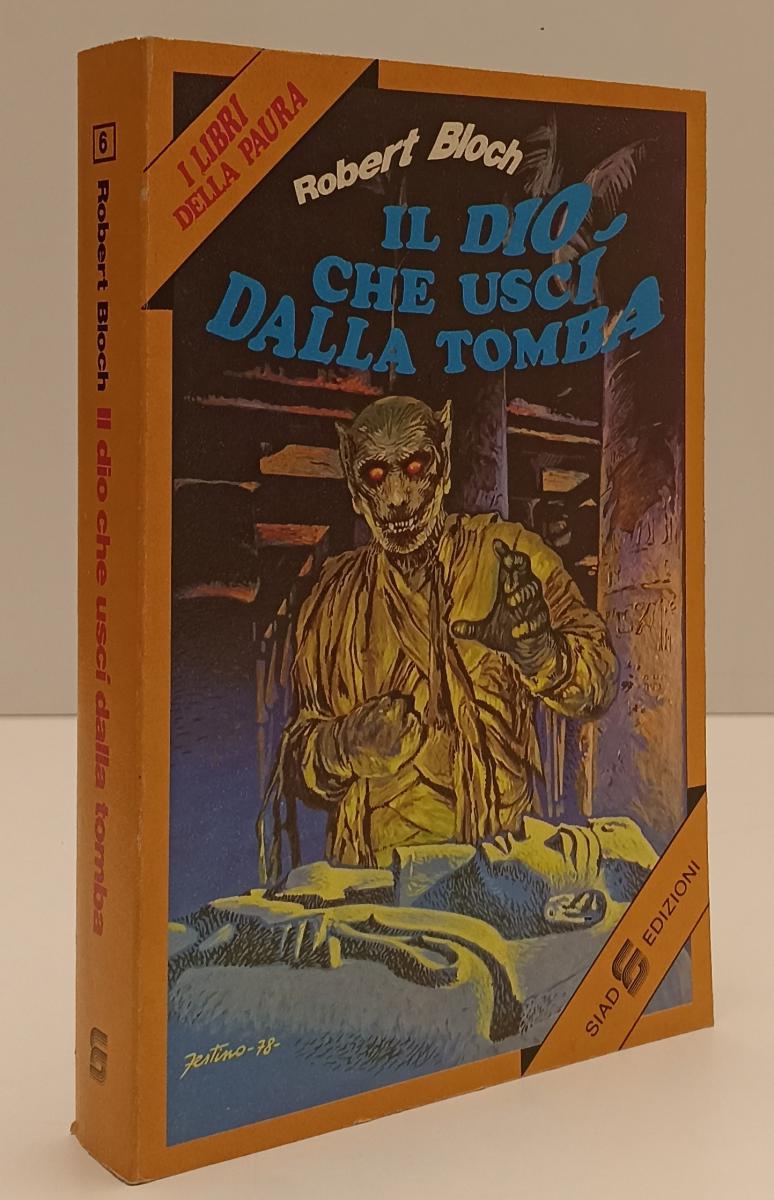 6
Robert Bloch Il dio che uscí dalla tomba
I LIBRI
DELLA PAURA
Robert Bloch
IL DIO
CHE USCÍ
DALLA TOMBA
Festino-78-
SIAD EDIZIONI